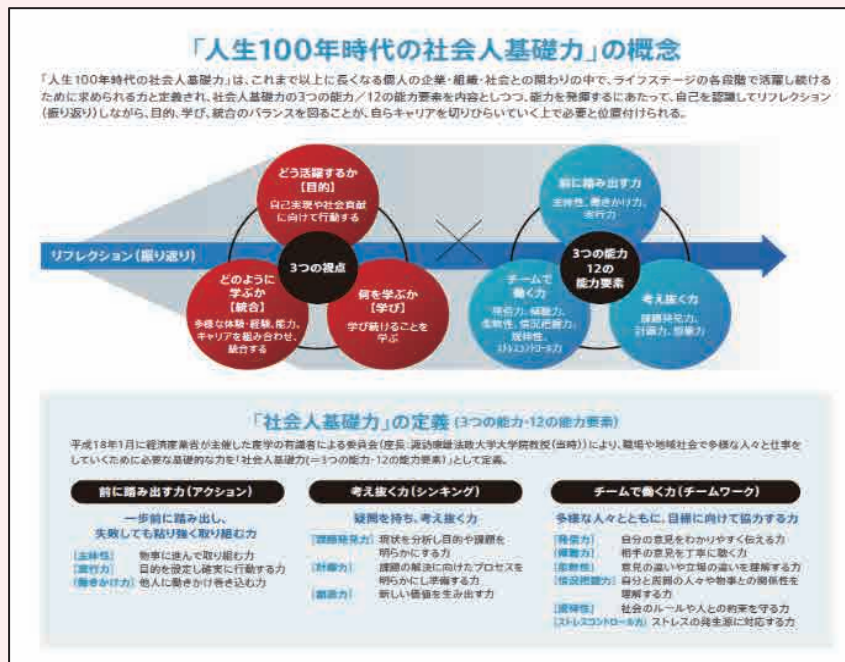 「人生100年時代の社会人基礎力」の概念
「人生100年時代の社会人基礎力」は、これまで以上に長くなる個人の企業・組織・社会との関わりの中で、ライフステージの各段階で活躍し続ける
ために求められる力と定義され、社会人基礎力の3つの能力／12の能力要素を内容としつつ、能力を発揮するにあたって、自己を認識してリフレクション
（振り返り）しながら、目的、学び、統合のバランスを図ることが、自らキャリアを切りひらいていく上で必要と位置付けられる。
どう活躍するか
【目的】
自己実現や社会貢献
に向けて行動する
前に踏み出す力
主体性、働きかけ力、
実行力
リフレクション（振り返り）
3つの視点
3つの能力
12の
能力要素
どのように
学ぶか
【統合】
多様な体験・経験、能力、
キャリアを組み合わせ、
統合する
何を学ぶか
【学び】
学び続けることを
学ぶ
チームで
働く力
発信力、傾聴力、
柔軟性、情況把握力、
規律性、
ストレスコントロール力
考え抜く力
課題発見力、
計画力、想像力
「社会人基礎力」の定義 (3つの能力・12の能力要素)
平成18年1月に経済産業省が主催した産学の有識者による委員会（座長：諏訪康雄法政大学大学院教授（当時））により、職場や地域社会で多様な人々と仕事を
していくために必要な基礎的な力を「社会人基礎力（＝3つの能力・12の能力要素）」として定義。
前に踏み出す力（アクション）
一歩前に踏み出し、
失敗しても粘り強く取り組む力
［主体性］ 物事に進んで取り組む力
［実行力］ 目的を設定し確実に行動する力
［働きかけ力］ 他人に働きかけ巻き込む力
考え抜く力（シンキング）
疑問を持ち、考え抜く力
［課題発見力］ 現状を分析し目的や課題を
明らかにする力
［計画力］ 課題の解決に向けたプロセスを
明らかにし準備する力
［創造力］ 新しい価値を生み出す力
チームで働く力（チームワーク）
多様な人々とともに、目標に向けて協力する力
［発信力］ 自分の意見をわかりやすく伝える力
［傾聴力］ 相手の意見を丁寧に聴く力
［柔軟性］ 意見の違いや立場の違いを理解する力
［情況把握力］ 自分と周囲の人々や物事との関係性を
理解する力
［規律性］ 社会のルールや人との約束を守る力
［ストレスコントロール力］ ストレスの発生源に対応する力